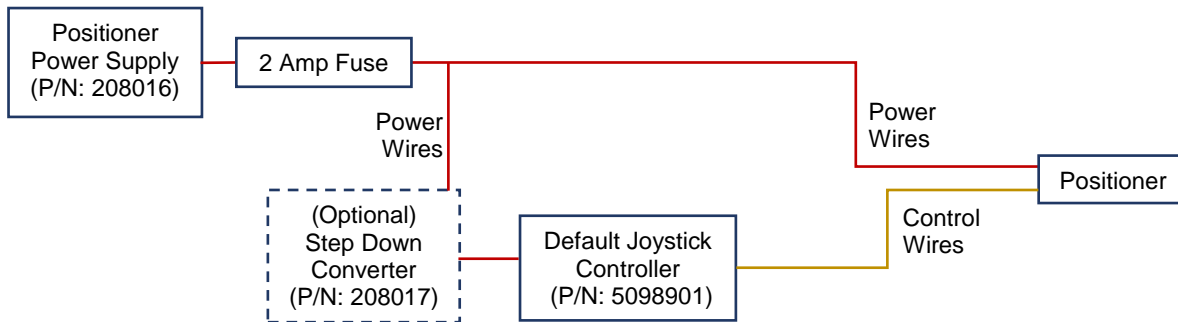 Positioner
Power Supply
(P/N: 208016)
2 Amp Fuse
Power
Wires
Power
Wires
Positioner
(Optional)
Step Down
Converter
(P/N: 208017)
Default Joystick
Controller
(P/N: 5098901)
Control
Wires